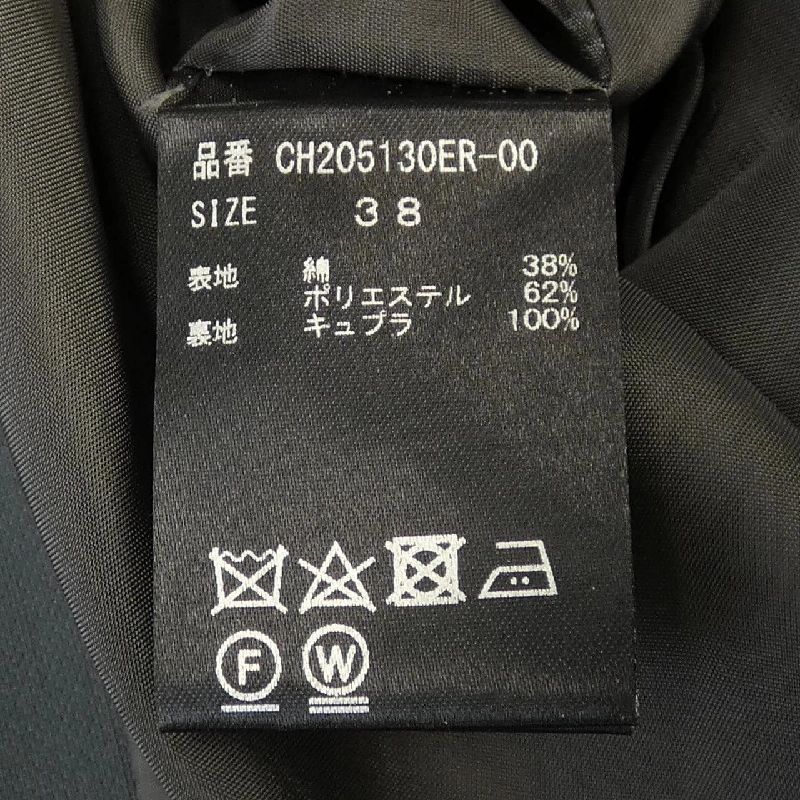 品番 CH205130ER-00
SIZE 38
表地 綿 38%
ポリエステル 62%
裏地 キュプラ 100%
F W